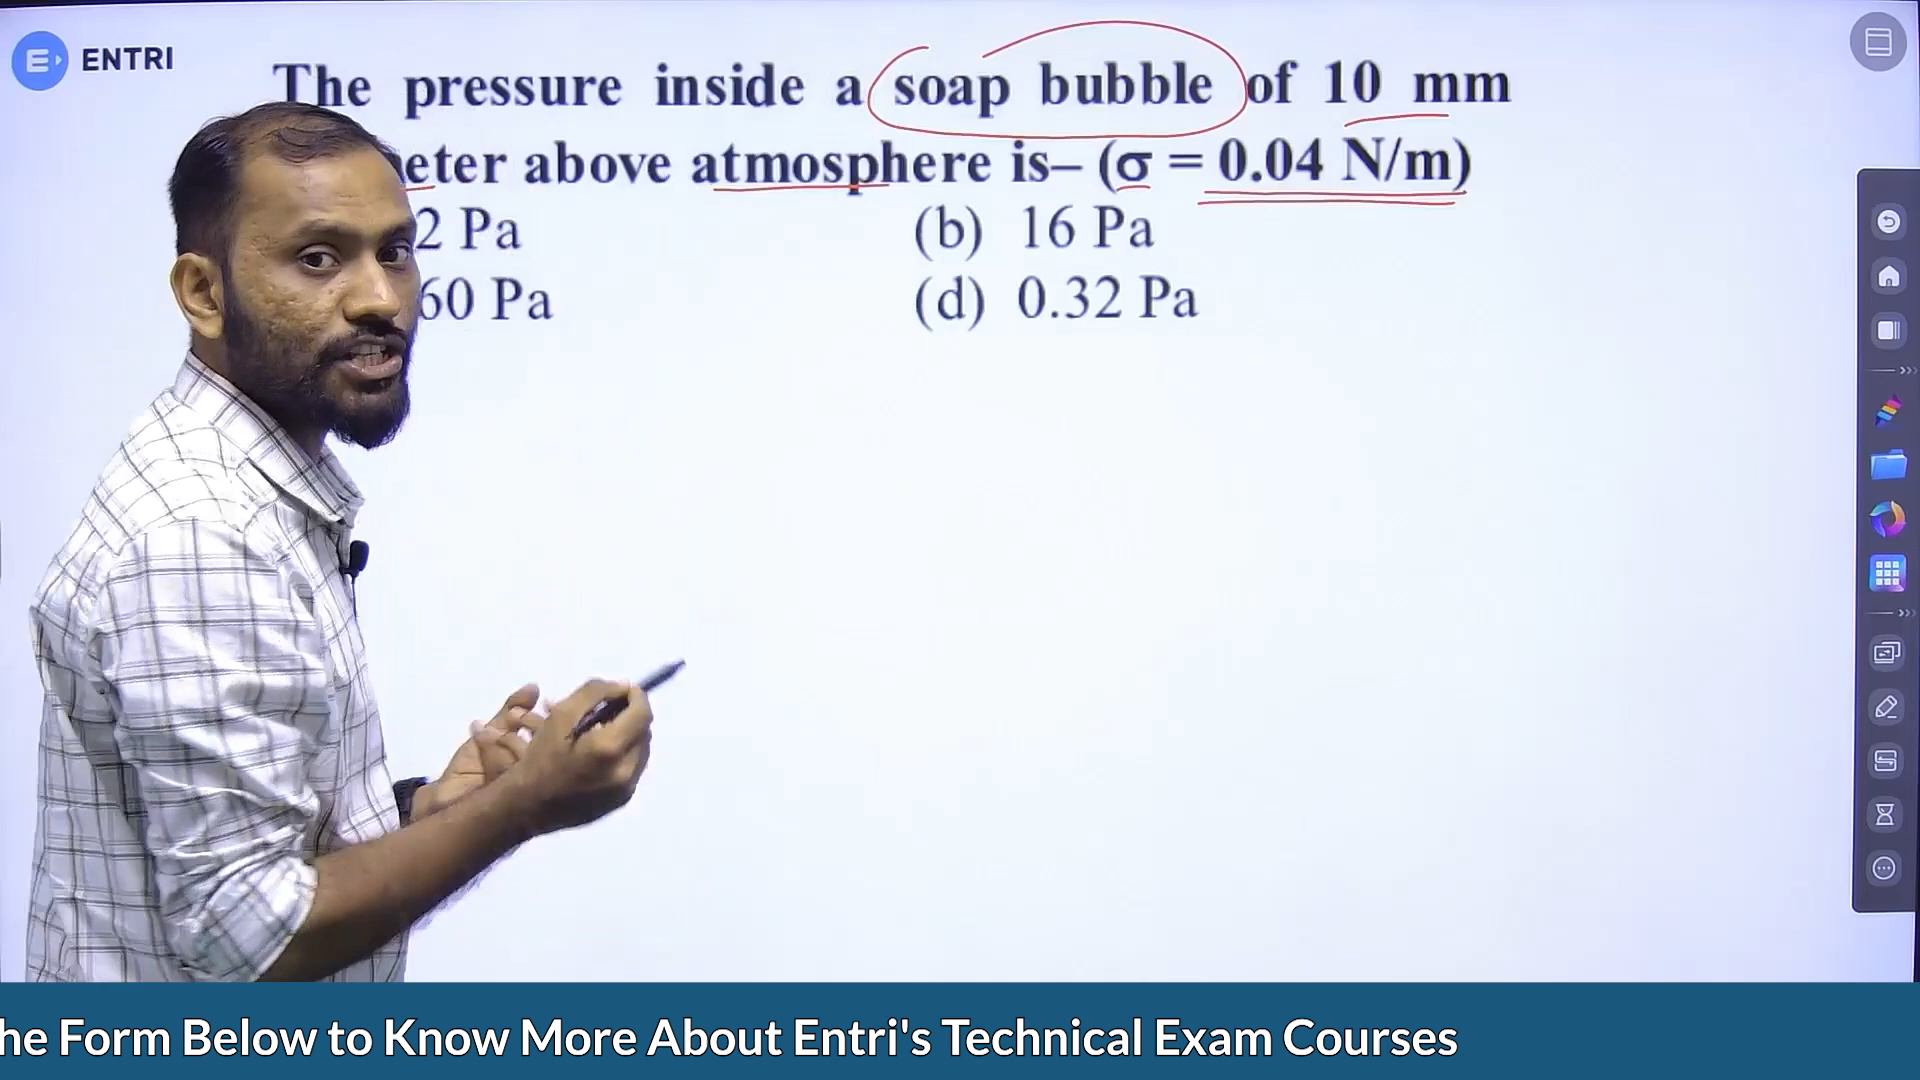 ENTRI
The pressure inside a soap bubble of 10 mm
eter above atmosphere is– (σ = 0.04 N/m)
2 Pa (b) 16 Pa
60 Pa (d) 0.32 Pa
he Form Below to Know More About Entri's Technical Exam Courses